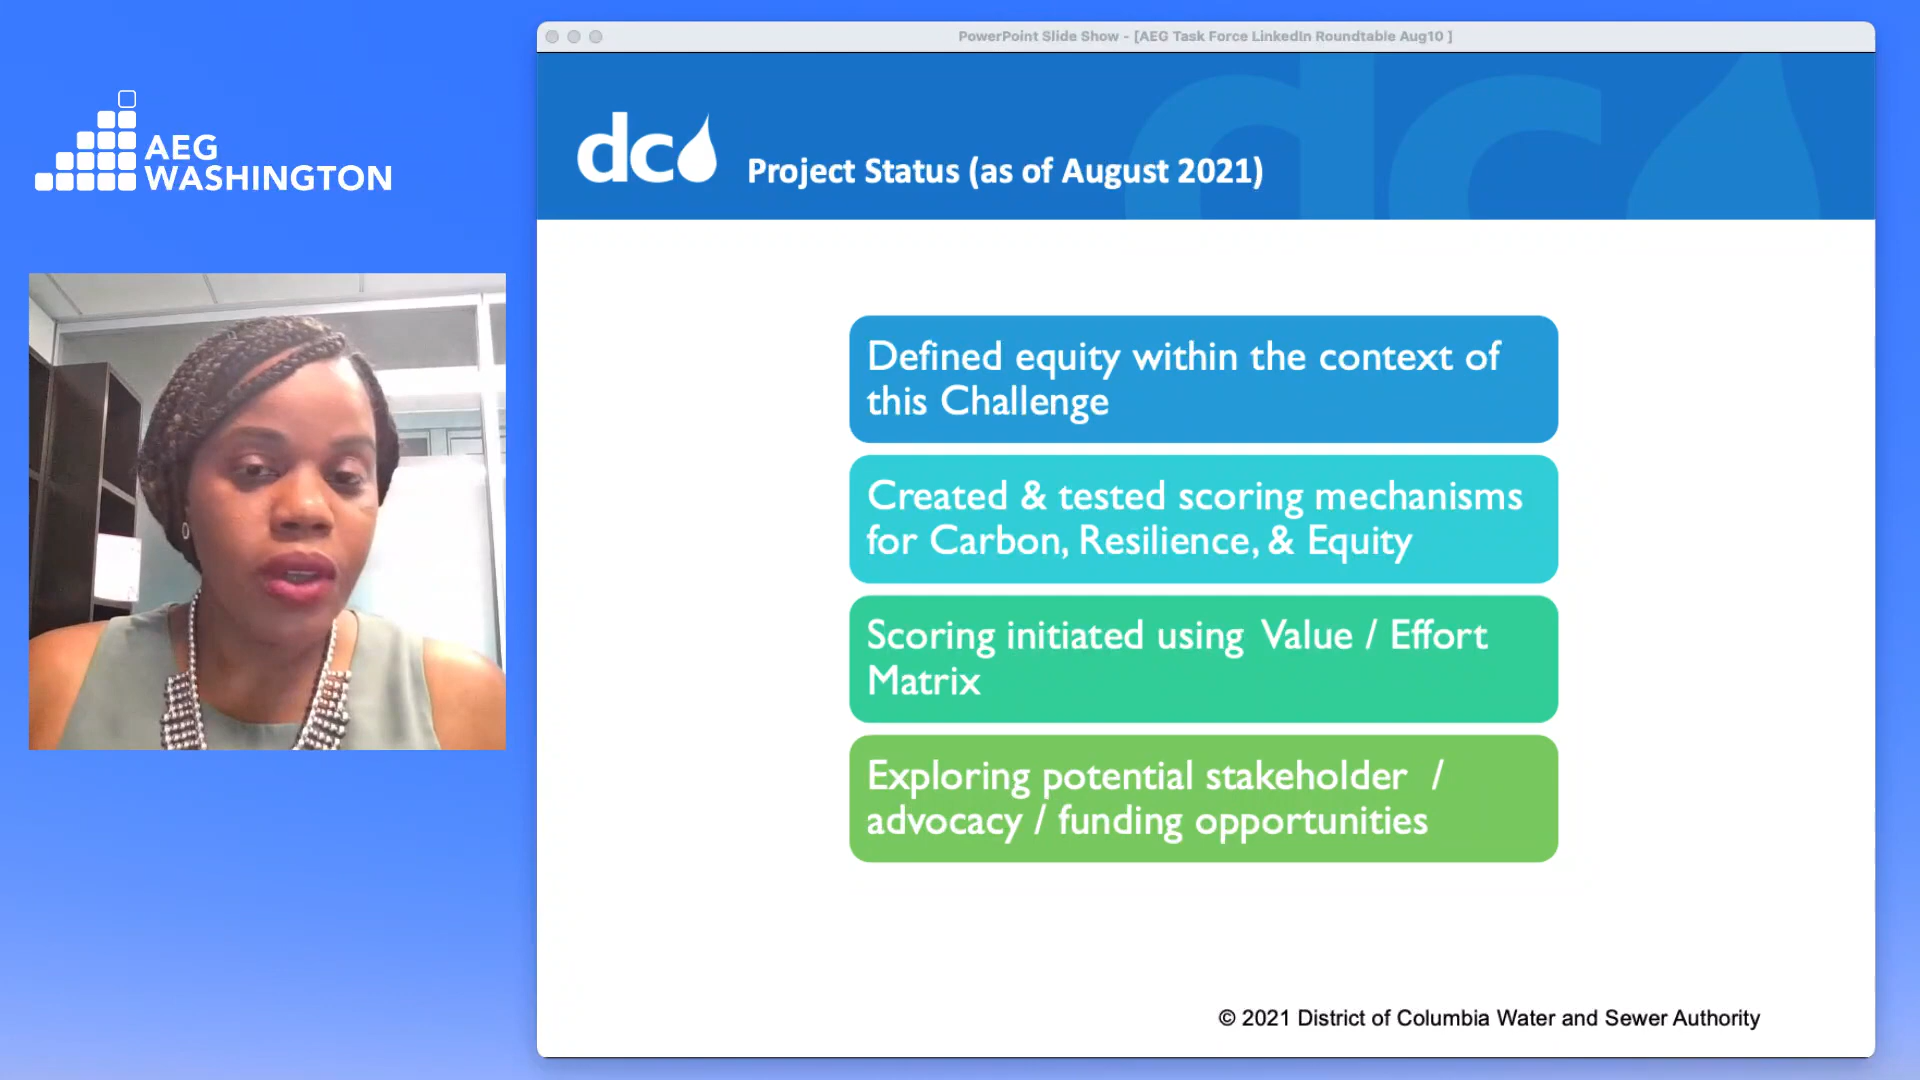 AEG
WASHINGTON
PowerPoint Slide Show - [AEG Task Force LinkedIn Roundtable Aug10 ]
dc
Project Status (as of August 2021)
Defined equity within the context of
this Challenge
Created & tested scoring mechanisms
for Carbon, Resilience, & Equity
Scoring initiated using Value / Effort
Matrix
Exploring potential stakeholder /
advocacy / funding opportunities
© 2021 District of Columbia Water and Sewer Authority